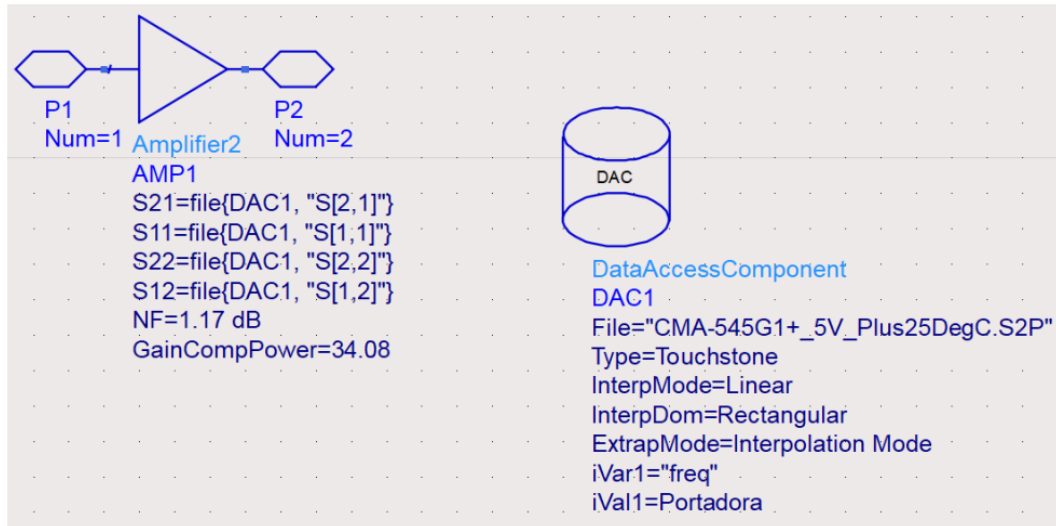 P1
Num=1
P2
Num=2
Amplifier2
AMP1
S21=file{DAC1, "S[2,1]"}
S11=file{DAC1, "S[1,1]"}
S22=file{DAC1, "S[2,2]"}
S12=file{DAC1, "S[1,2]"}
NF=1.17 dB
GainCompPower=34.08
DAC
DataAccessComponent
DAC1
File="CMA-545G1+_5V_Plus25DegC.S2P"
Type=Touchstone
InterpMode=Linear
InterpDom=Rectangular
ExtrapMode=Interpolation Mode
iVar1="freq"
iVal1=Portadora